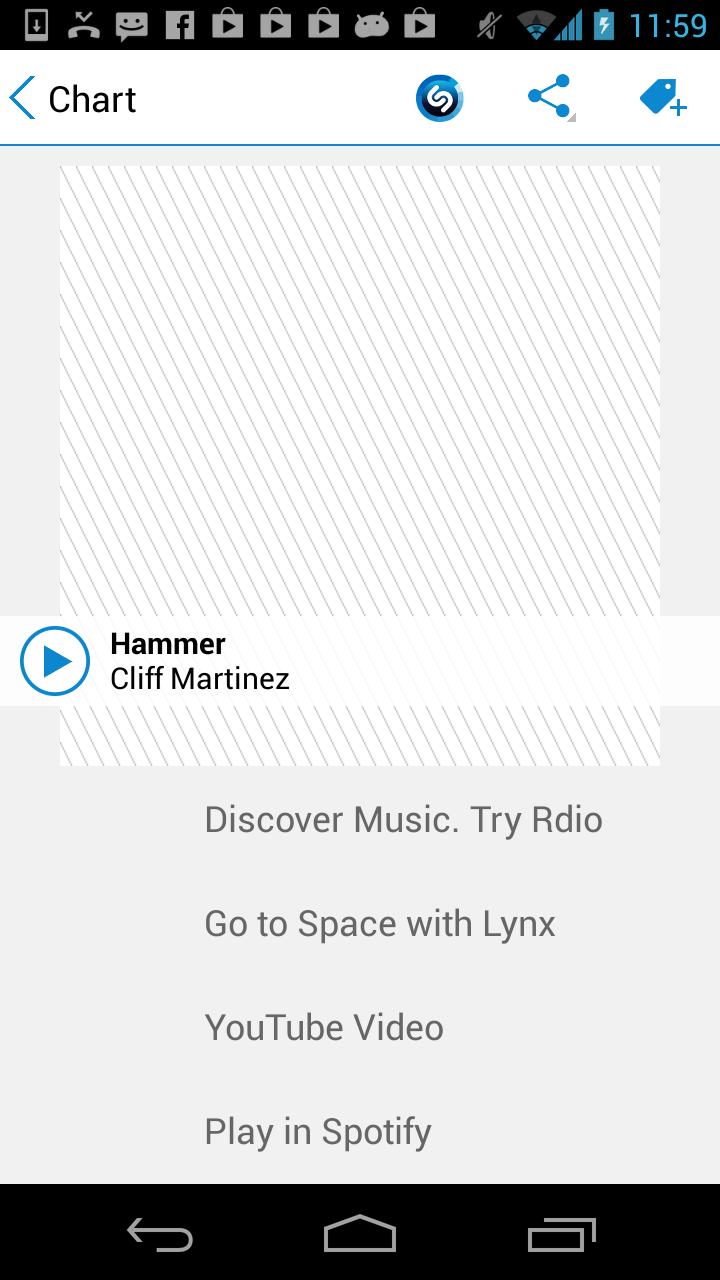 11:59
Chart
Hammer
Cliff Martinez
Discover Music. Try Rdio
Go to Space with Lynx
YouTube Video
Play in Spotify